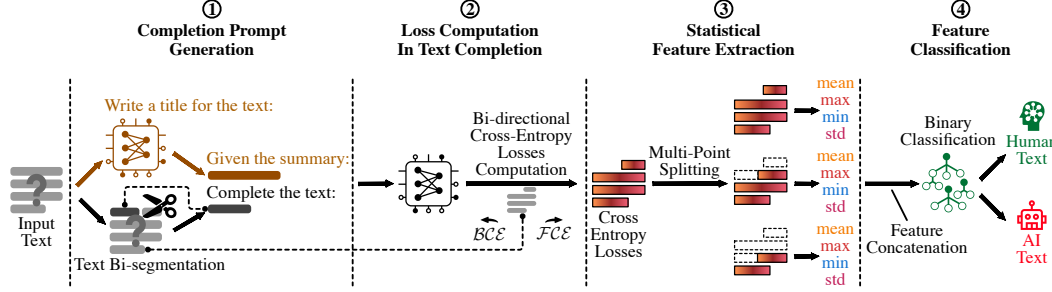 ①
Completion Prompt
Generation
②
Loss Computation
In Text Completion
③
Statistical
Feature Extraction
④
Feature
Classification
Write a title for the text:
Given the summary:
Complete the text:
Input
Text
Text Bi-segmentation
Bi-directional
Cross-Entropy
Losses
Computation
BCE
FCE
Cross
Entropy
Losses
Multi-Point
Splitting
mean
max
min
std
mean
max
min
std
mean
max
min
std
Feature
Concatenation
Binary
Classification
Human
Text
AI
Text